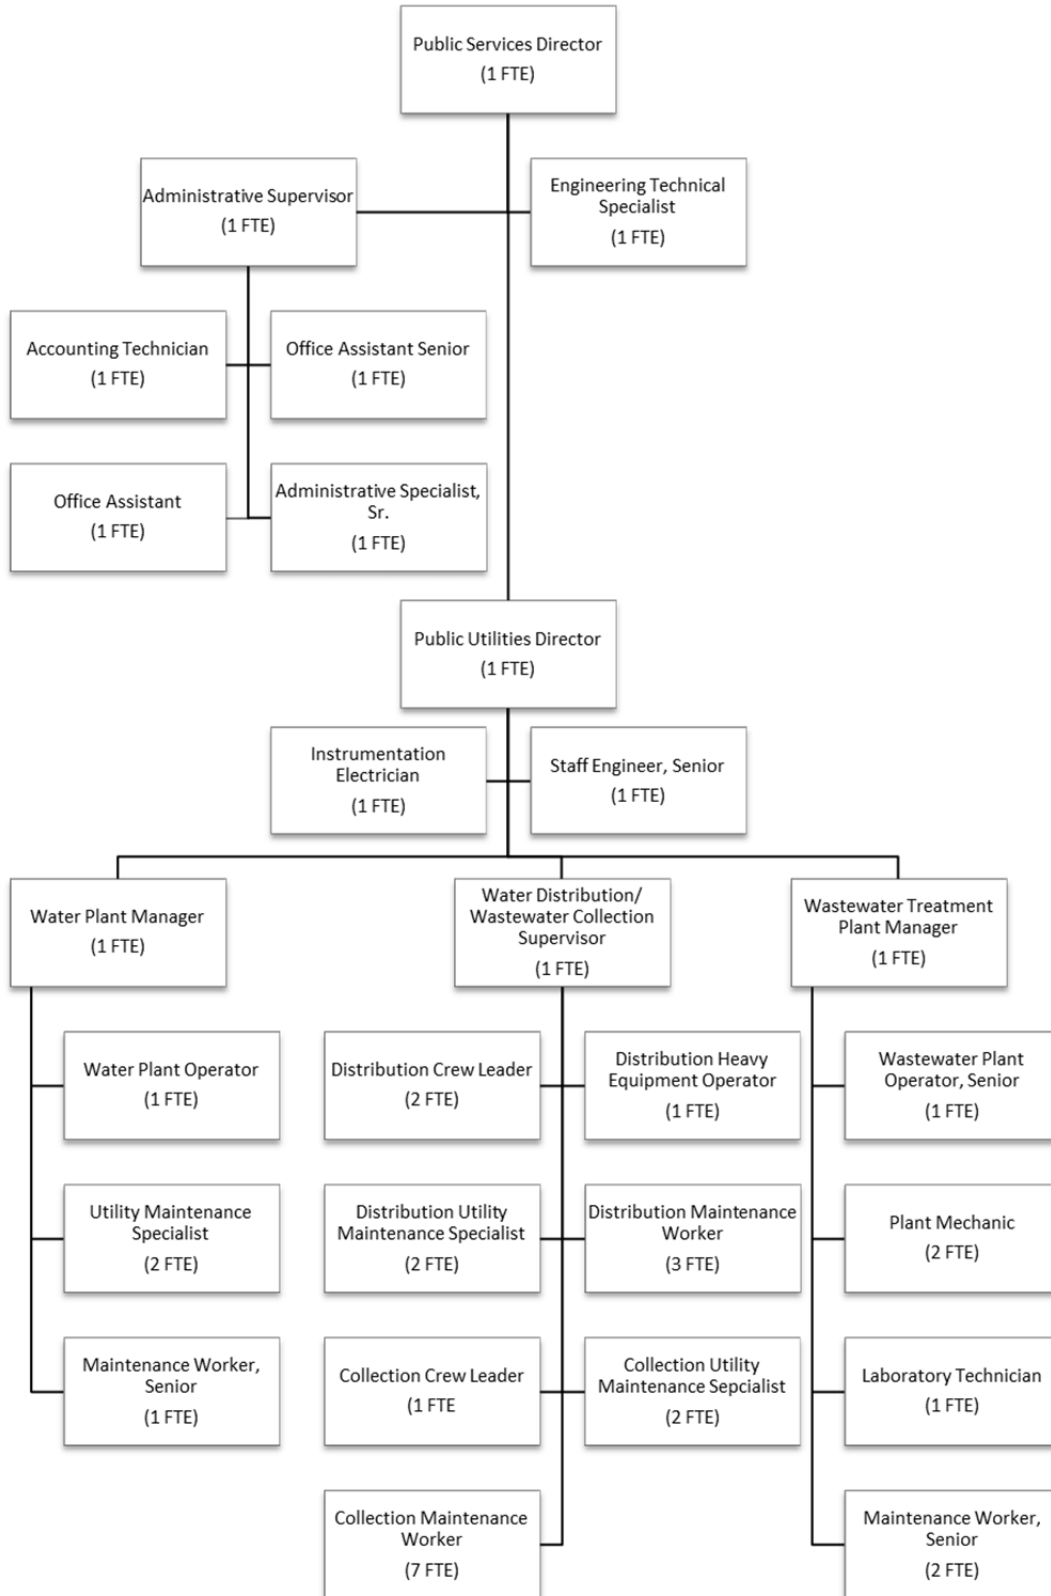 Public Services Director
(1 FTE)
Administrative Supervisor
(1 FTE)
Engineering Technical
Specialist
(1 FTE)
Accounting Technician
(1 FTE)
Office Assistant Senior
(1 FTE)
Office Assistant
(1 FTE)
Administrative Specialist,
Sr.
(1 FTE)
Public Utilities Director
(1 FTE)
Instrumentation
Electrician
(1 FTE)
Staff Engineer, Senior
(1 FTE)
Water Plant Manager
(1 FTE)
Water Distribution/
Wastewater Collection
Supervisor
(1 FTE)
Wastewater Treatment
Plant Manager
(1 FTE)
Water Plant Operator
(1 FTE)
Distribution Crew Leader
(2 FTE)
Distribution Heavy
Equipment Operator
(1 FTE)
Wastewater Plant
Operator, Senior
(1 FTE)
Utility Maintenance
Specialist
(2 FTE)
Distribution Utility
Maintenance Specialist
(2 FTE)
Distribution Maintenance
Worker
(3 FTE)
Plant Mechanic
(2 FTE)
Maintenance Worker,
Senior
(1 FTE)
Collection Crew Leader
(1 FTE
Collection Utility
Maintenance Sepcialist
(2 FTE)
Laboratory Technician
(1 FTE)
Collection Maintenance
Worker
(7 FTE)
Maintenance Worker,
Senior
(2 FTE)